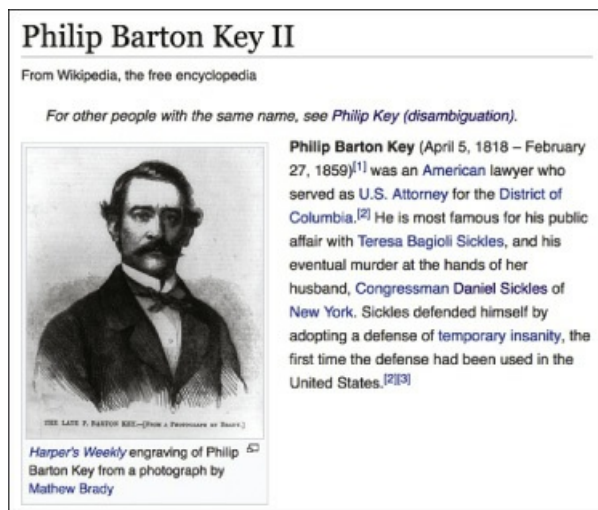 Philip Barton Key II
From Wikipedia, the free encyclopedia
For other people with the same name, see Philip Key (disambiguation).
Philip Barton Key (April 5, 1818 – February
27, 1859)[1] was an American lawyer who
served as U.S. Attorney for the District of
Columbia.[2] He is most famous for his public
affair with Teresa Bagioli Sickles, and his
eventual murder at the hands of her
husband, Congressman Daniel Sickles of
New York. Sickles defended himself by
adopting a defense of temporary insanity, the
first time the defense had been used in the
United States.[2][3]
THE LATE P. BARTON KEY.—[FROM A PHOTOGRAPH BY BRADY.]
Harper's Weekly engraving of Philip
Barton Key from a photograph by
Mathew Brady